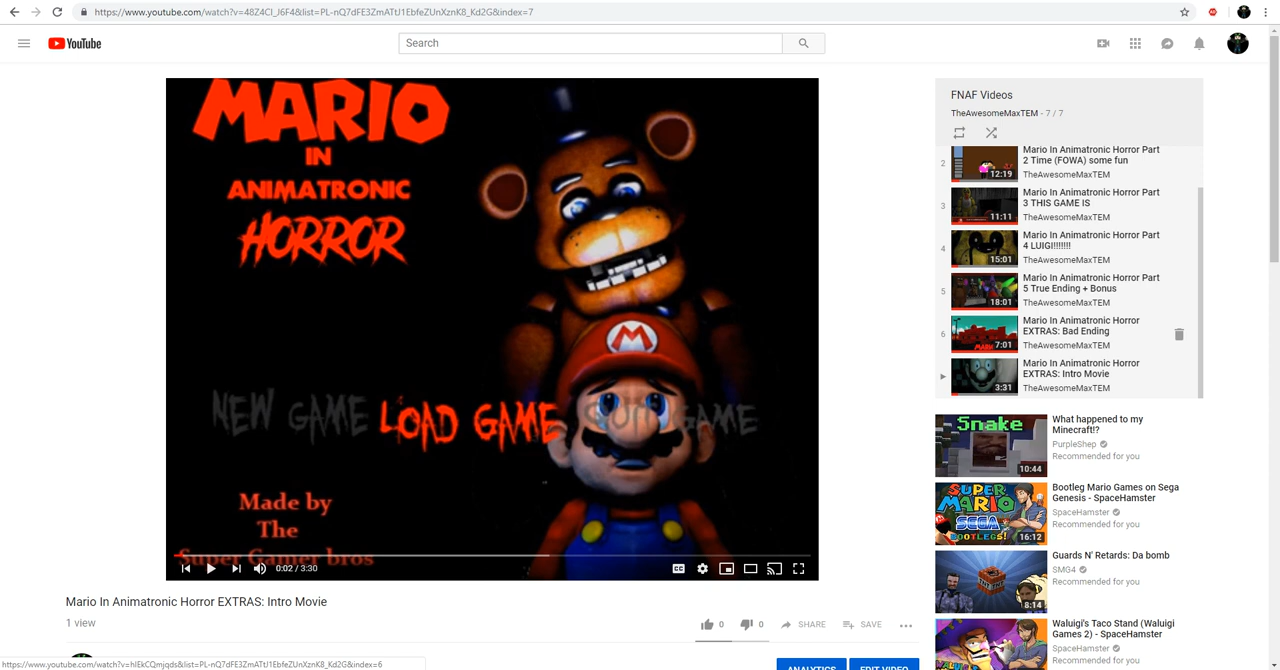 https://www.youtube.com/watch?v=48Z4Cl_J6F4&list=PL-nQ7dFE3ZmATtJ1EbfeZUnXznK8_Kd2G&index=7
YouTube
Search
MARIO
IN
ANIMATRONIC
HORROR
M
NEW GAME LOAD GAME GAME
Made by
The
Super Gamer bros
0:02 / 3:30
CC
FNAF Videos
TheAwesomeMaxTEM - 7 / 7
2
12:19
Mario In Animatronic Horror Part
2 Time (FOWA) some fun
TheAwesomeMaxTEM
3
11:11
Mario In Animatronic Horror Part
3 THIS GAME IS
TheAwesomeMaxTEM
4
15:01
Mario In Animatronic Horror Part
4 LUIGI!!!!!!!
TheAwesomeMaxTEM
5
18:01
Mario In Animatronic Horror Part
5 True Ending + Bonus
TheAwesomeMaxTEM
6
MARIO
7:01
Mario In Animatronic Horror
EXTRAS: Bad Ending
TheAwesomeMaxTEM
3:31
Mario In Animatronic Horror
EXTRAS: Intro Movie
TheAwesomeMaxTEM
Snake
10:44
What happened to my
Minecraft!?
PurpleShep
Recommended for you
SUPER
MARIO
SEGA
BOOTLEGS!
16:12
Bootleg Mario Games on Sega
Genesis - SpaceHamster
SpaceHamster
Recommended for you
8:14
Guards N' Retards: Da bomb
SMG4
Recommended for you
Waluigi's Taco Stand (Waluigi
Games 2) - SpaceHamster
SpaceHamster
Recommended for you
Mario In Animatronic Horror EXTRAS: Intro Movie
1 view
0 0 SHARE SAVE
ANALYTICS EDIT VIDEO
https://www.youtube.com/watch?v=hIEkCQmjqds&list=PL-nQ7dFE3ZmATtJ1EbfeZUnXznK8_Kd2G&index=6